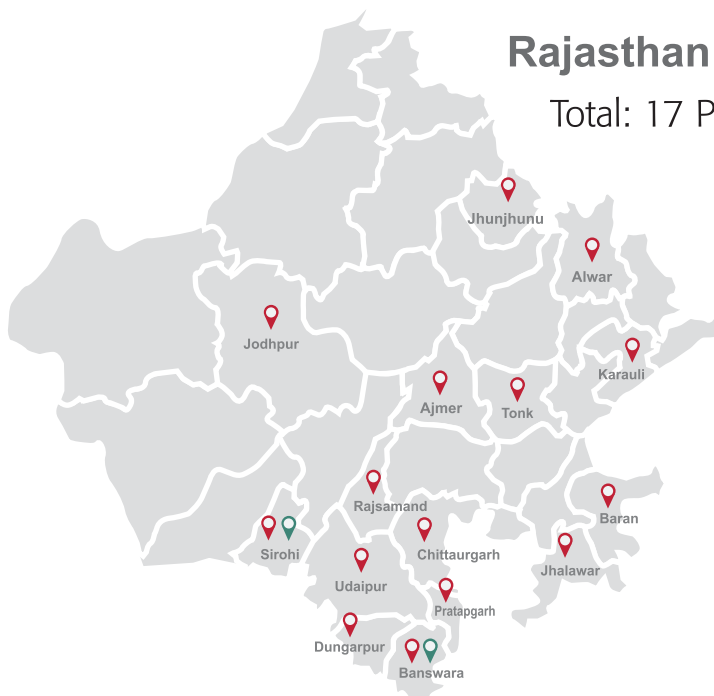 Rajasthan
Total: 17 P
Jhunjhunu
Alwar
Jodhpur
Karauli
Ajmer
Tonk
Rajsamand
Baran
Sirohi
Chittaurgarh
Jhalawar
Udaipur
Pratapgarh
Dungarpur
Banswara